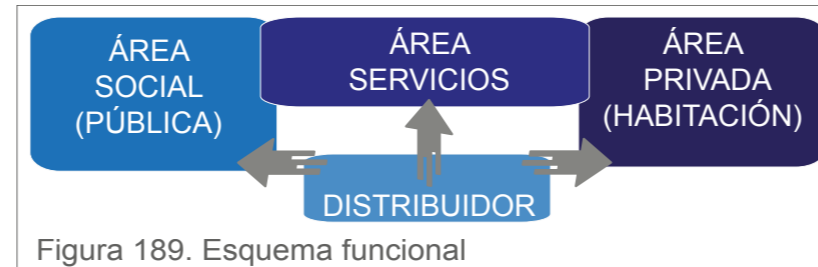 ÁREA
SOCIAL
(PÚBLICA)
ÁREA
SERVICIOS
ÁREA
PRIVADA
(HABITACIÓN)
DISTRIBUIDOR
Figura 189. Esquema funcional